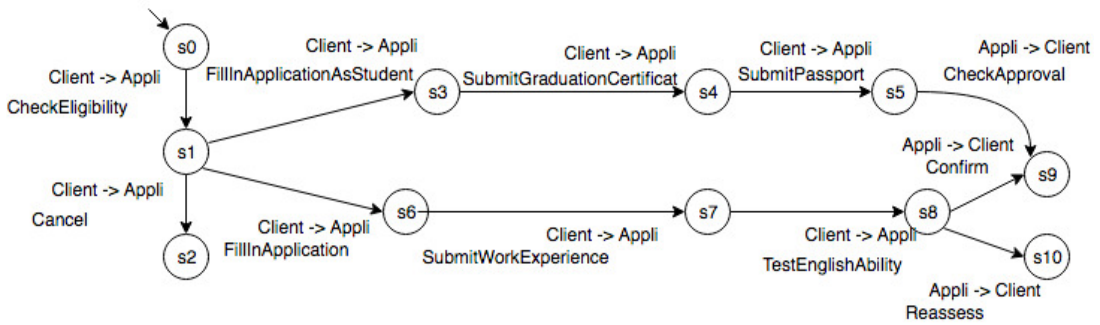 s0
Client -> Appli
CheckEligibility
s1
Client -> Appli
Cancel
s2
Client -> Appli
FillInApplicationAsStudent
s3
Client -> Appli
SubmitGraduationCertificat
s4
Client -> Appli
SubmitPassport
s5
Appli -> Client
CheckApproval
s9
Client -> Appli
FillInApplication
s6
Client -> Appli
SubmitWorkExperience
s7
Client -> Appli
TestEnglishAbility
s8
Appli -> Client
Confirm
Appli -> Client
Reassess
s10